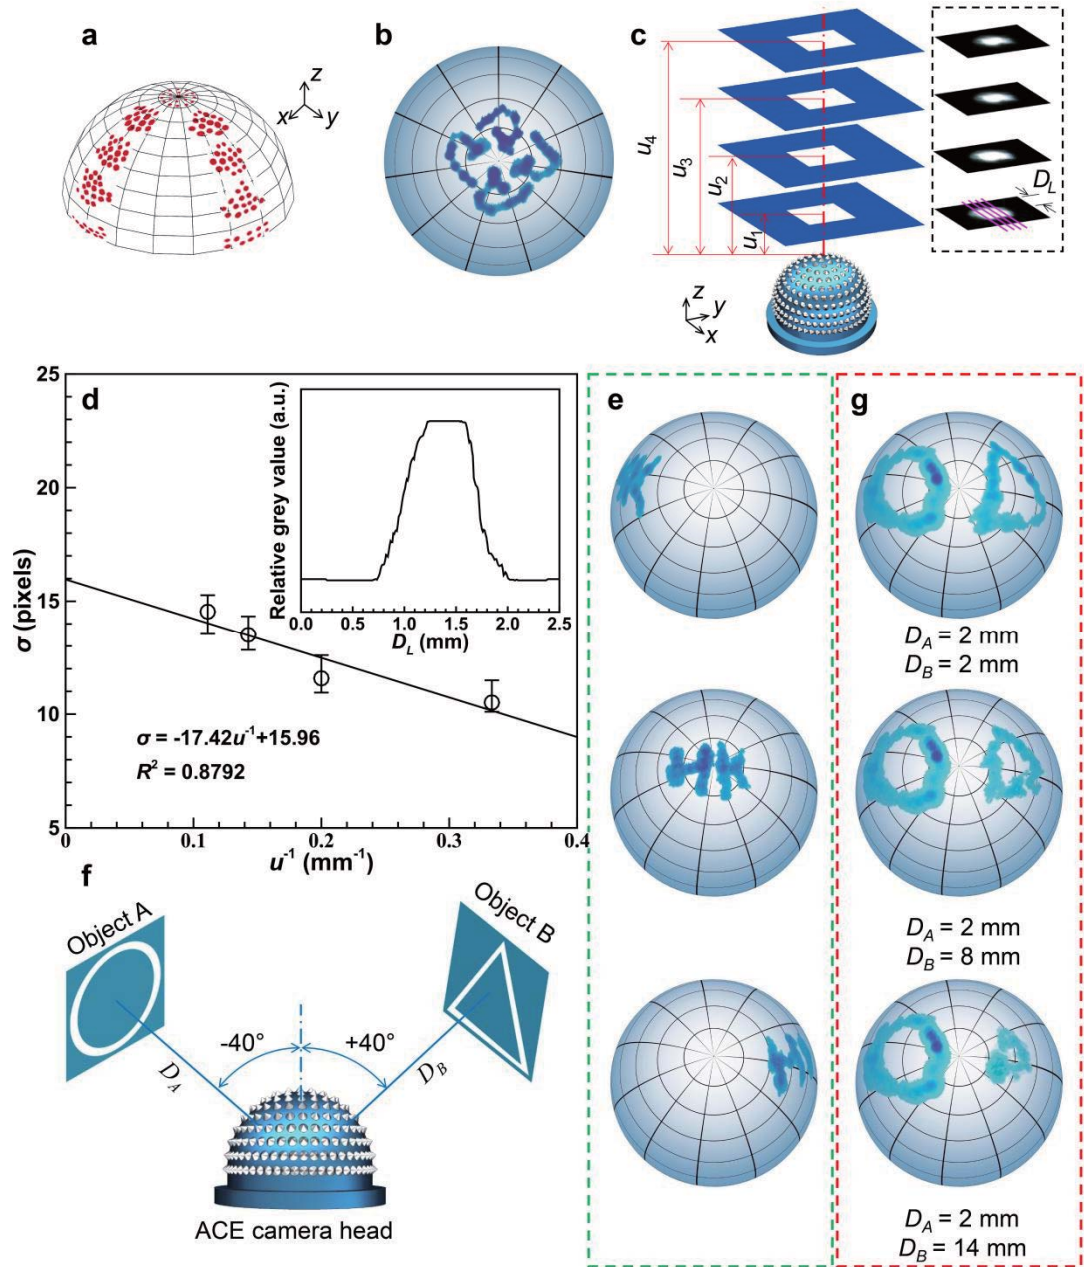 a
z
x
y
b
c
u4
u3
u2
u1
DL
z
y
x
d
25
20
15
10
5
σ (pixels)
0
0.1
0.2
0.3
0.4
u-1 (mm-1)
σ = -17.42u-1+15.96
R2 = 0.8792
Relative grey value (a.u.)
0.0
0.5
1.0
1.5
2.0
2.5
DL (mm)
e
g
DA = 2 mm
DB = 2 mm
DA = 2 mm
DB = 8 mm
DA = 2 mm
DB = 14 mm
f
Object A
Object B
-40°
+40°
DA
DB
ACE camera head